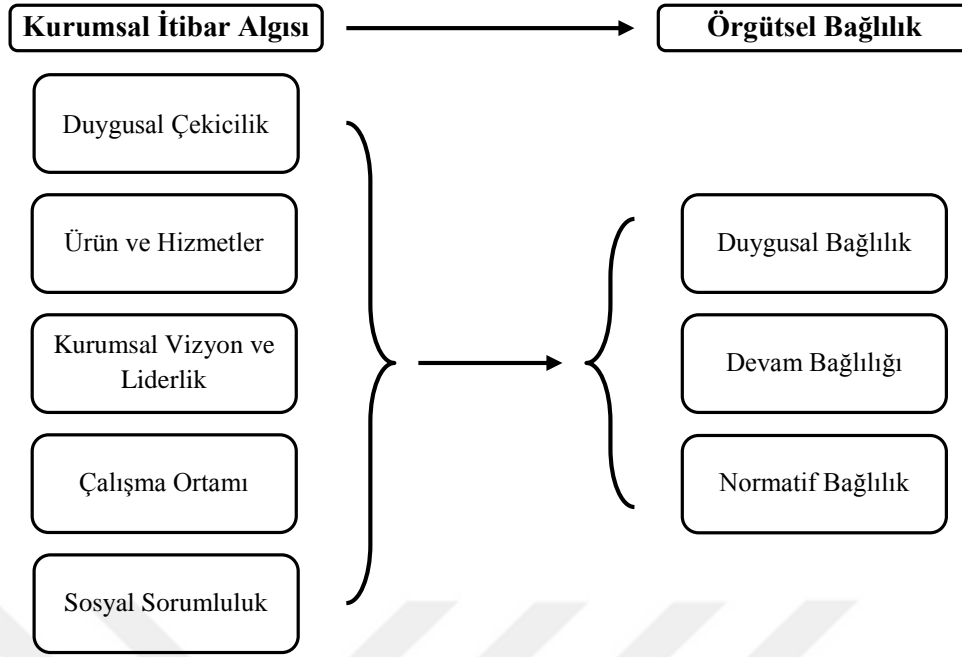 Kurumsal İtibar Algısı
Örgütsel Bağlılık
Duygusal Çekicilik
Ürün ve Hizmetler
Kurumsal Vizyon ve
Liderlik
Çalışma Ortamı
Sosyal Sorumluluk
Duygusal Bağlılık
Devam Bağlılığı
Normatif Bağlılık